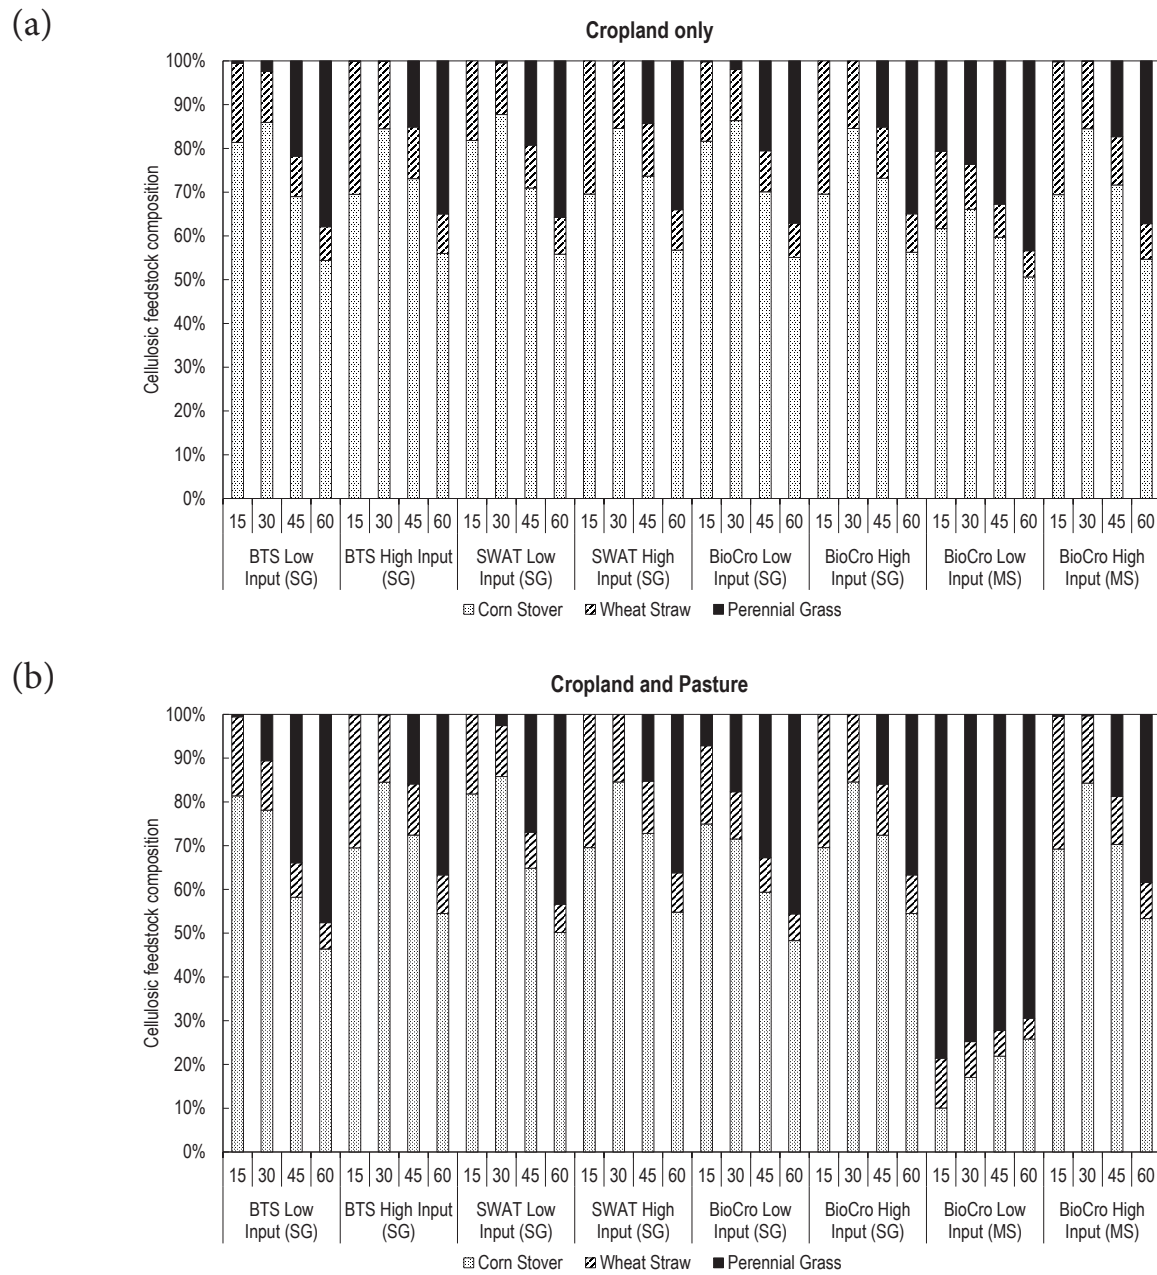 (a)
Cropland only
Cellulosic feedstock composition
100%
90%
80%
70%
60%
50%
40%
30%
20%
10%
0%
15 30 45 60 15 30 45 60 15 30 45 60 15 30 45 60 15 30 45 60 15 30 45 60 15 30 45 60 15 30 45 60
BTS Low BTS High Input SWAT Low SWAT High BioCro Low BioCro High BioCro Low BioCro High
Input (SG) (SG) Input (SG) Input (SG) Input (SG) Input (SG) Input (MS) Input (MS)
Corn Stover Wheat Straw Perennial Grass
(b)
Cropland and Pasture
Cellulosic feedstock composition
100%
90%
80%
70%
60%
50%
40%
30%
20%
10%
0%
15 30 45 60 15 30 45 60 15 30 45 60 15 30 45 60 15 30 45 60 15 30 45 60 15 30 45 60 15 30 45 60
BTS Low BTS High Input SWAT Low SWAT High BioCro Low BioCro High BioCro Low BioCro High
Input (SG) (SG) Input (SG) Input (SG) Input (SG) Input (SG) Input (MS) Input (MS)
Corn Stover Wheat Straw Perennial Grass